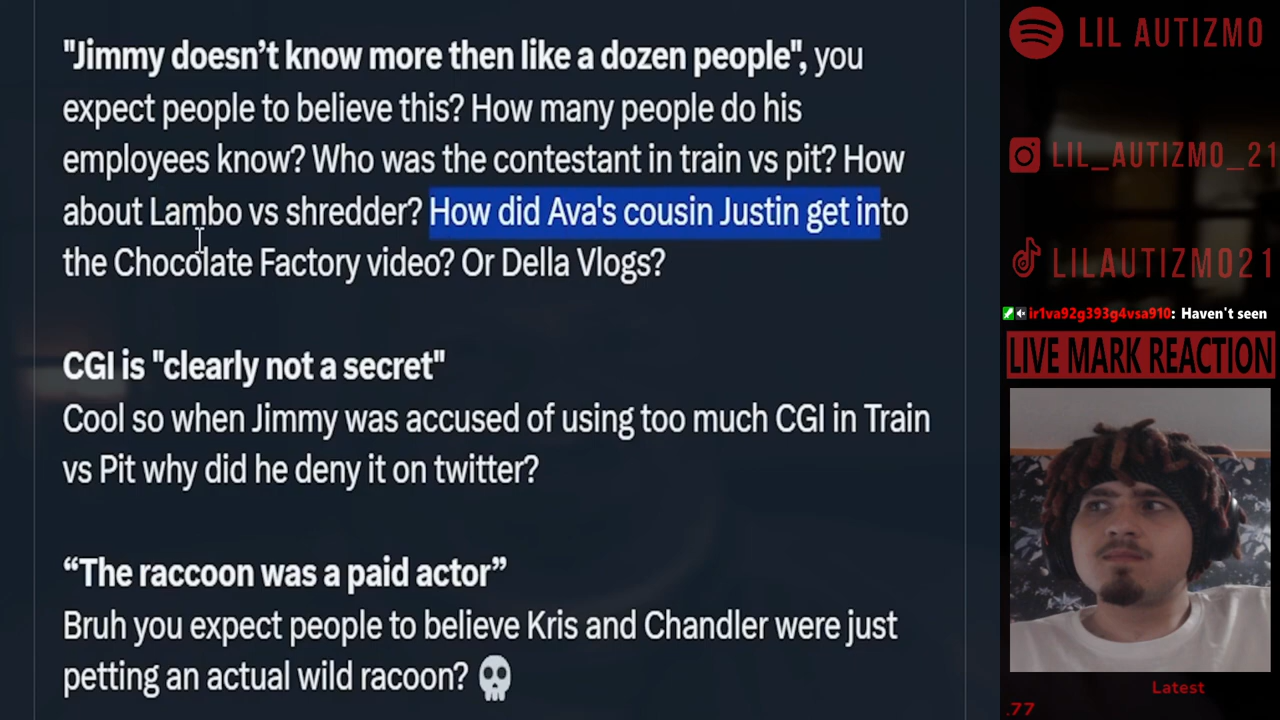 "Jimmy doesn’t know more then like a dozen people", you
expect people to believe this? How many people do his
employees know? Who was the contestant in train vs pit? How
about Lambo vs shredder? How did Ava's cousin Justin get into
the Chocolate Factory video? Or Della Vlogs?
CGI is "clearly not a secret"
Cool so when Jimmy was accused of using too much CGI in Train
vs Pit why did he deny it on twitter?
“The raccoon was a paid actor”
Bruh you expect people to believe Kris and Chandler were just
petting an actual wild racoon? 💀
LIL AUTIZMO
LIL_AUTIZMO_21
LILAUTIZMO21
ir1va92g393g4vsa910: Haven't seen
LIVE MARK REACTION
Latest
.77